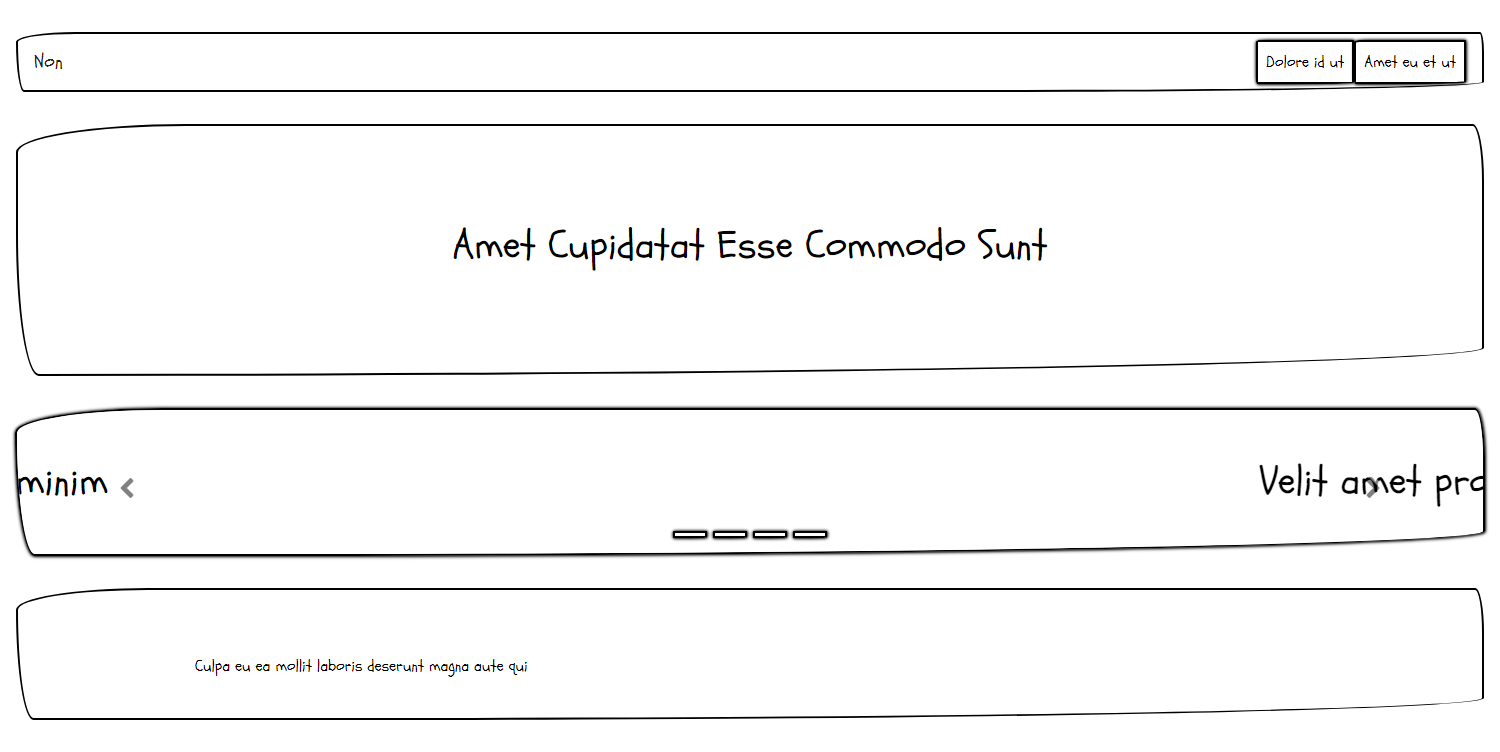 Non
Dolore id ut
Amet eu et ut
Amet Cupidatat Esse Commodo Sunt
minim
Velit amet
Culpa eu ea mollit laboris deserunt magna aute qui